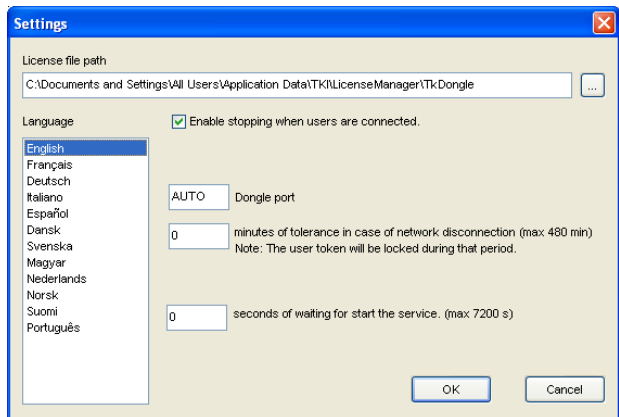 Settings
License file path
C:\Documents and Settings\All Users\Application Data\TKI\LicenseManager\TkDongle
...
Language
Enable stopping when users are connected.
English
Français
Deutsch
Italiano
Español
Dansk
Svenska
Magyar
Nederlands
Norsk
Suomi
Português
AUTO
Dongle port
0
minutes of tolerance in case of network disconnection (max 480 min)
Note: The user token will be locked during that period.
0
seconds of waiting for start the service. (max 7200 s)
OK
Cancel